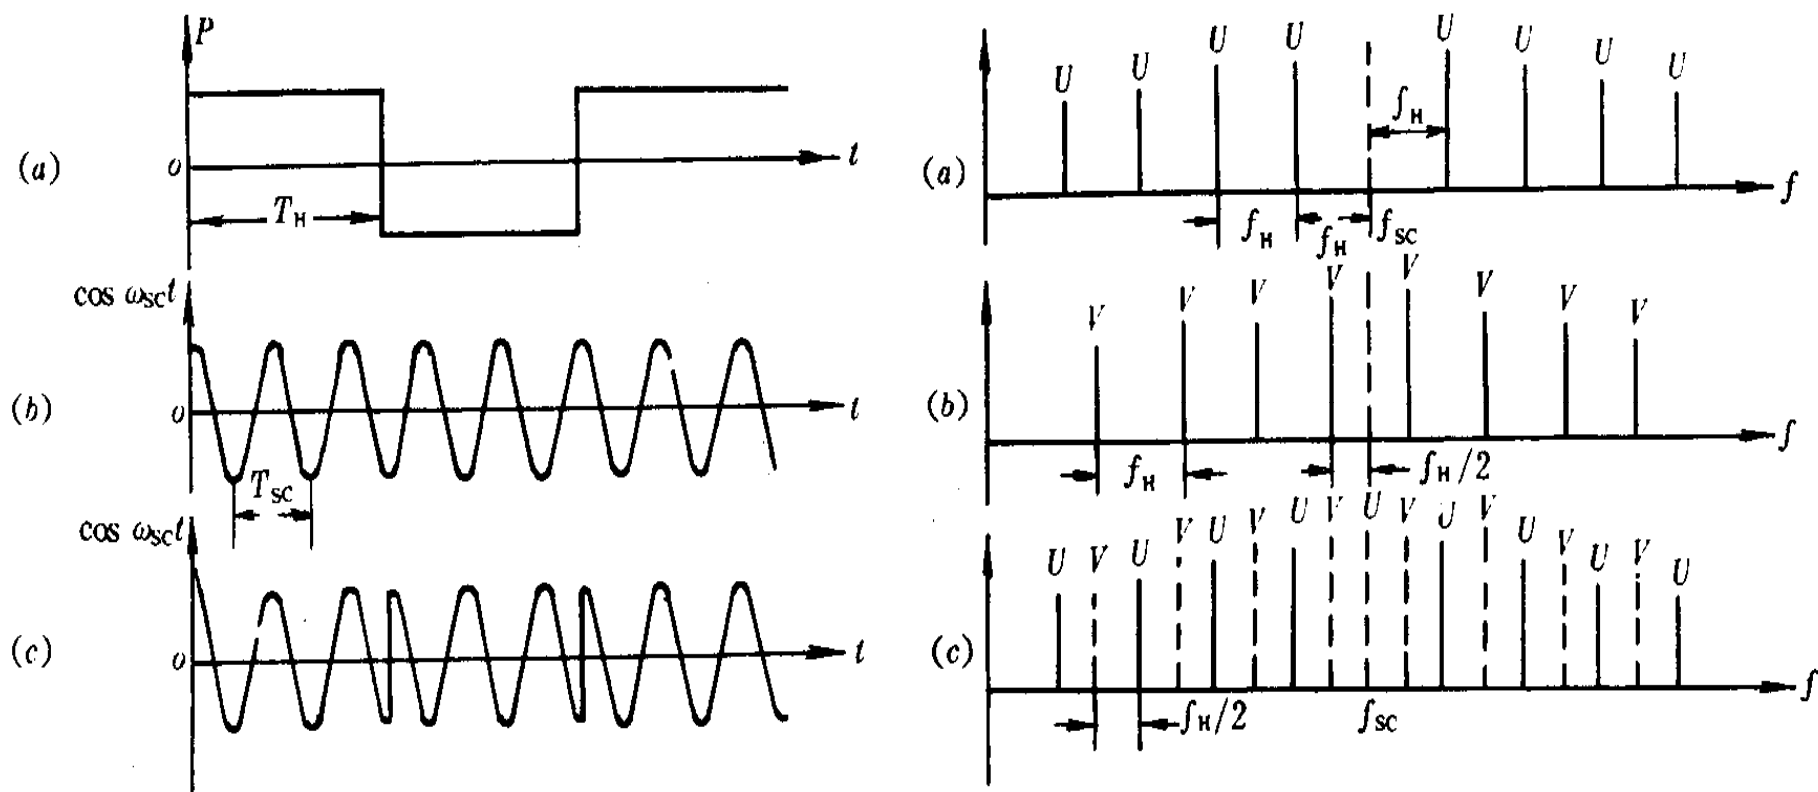 P
(a)
o
t
T_H
cos ω_sc t
(b)
o
t
T_sc
cos ω_sc t
(c)
o
t
U U U U U U U U
f_H
(a)
f
f_H f_H f_sc
V V V V V V V V
(b)
f
f_H f_H/2
U V U V U V U V U V U V U V U V U
(c)
f
f_H/2 f_sc